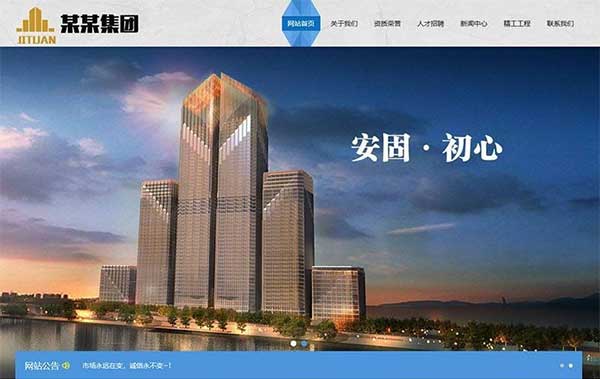 某某集团
JITUAN
网站首页 关于我们 资质荣誉 人才招聘 新闻中心 精工工程 联系我们
安固·初心
网站公告 市场永远在变，诚信永不变~！